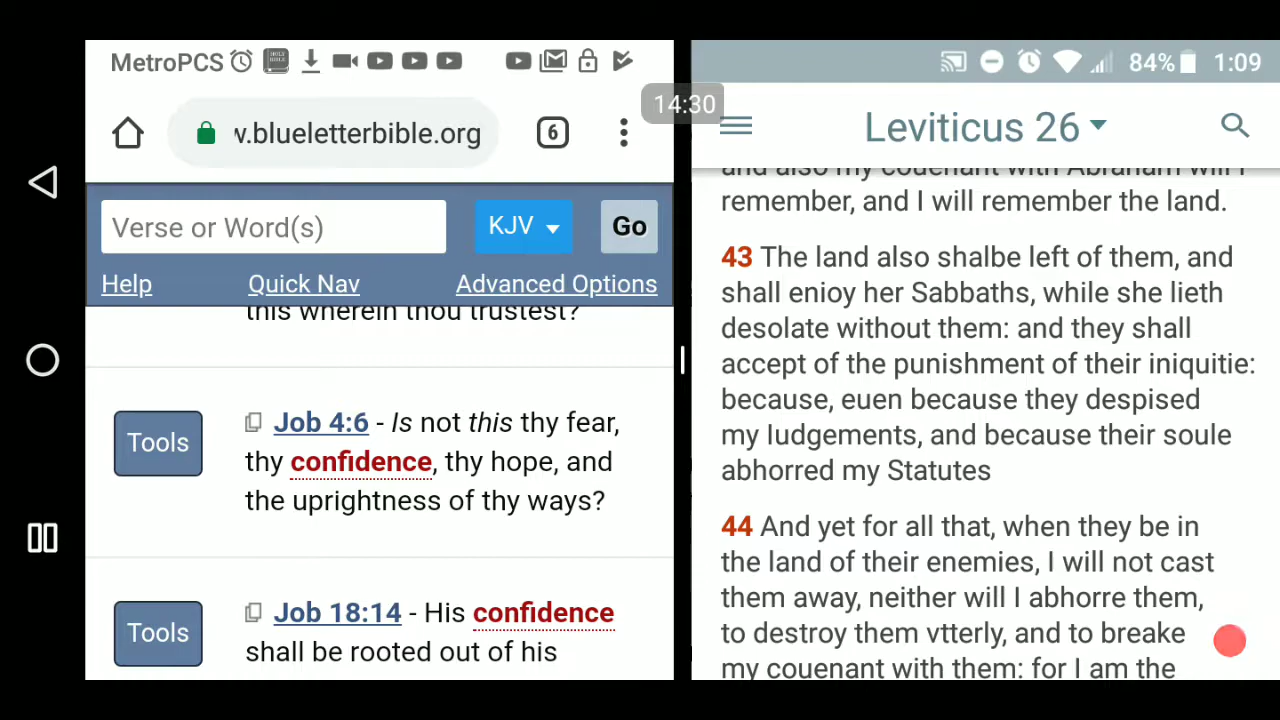 MetroPCS
w.blueletterbible.org
6
Verse or Word(s)
KJV
Go
Help
Quick Nav
Advanced Options
this wherein thou trustest?
Tools
Job 4:6 - Is not this thy fear,
thy confidence, thy hope, and
the uprightness of thy ways?
Tools
Job 18:14 - His confidence
shall be rooted out of his
14:30
84%
1:09
Leviticus 26
and also my couenant with Abraham will I
remember, and I will remember the land.
43 The land also shalbe left of them, and
shall enioy her Sabbaths, while she lieth
desolate without them: and they shall
accept of the punishment of their iniquitie:
because, euen because they despised
my Iudgements, and because their soule
abhorred my Statutes
44 And yet for all that, when they be in
the land of their enemies, I will not cast
them away, neither will I abhorre them,
to destroy them vtterly, and to breake
my couenant with them: for I am the